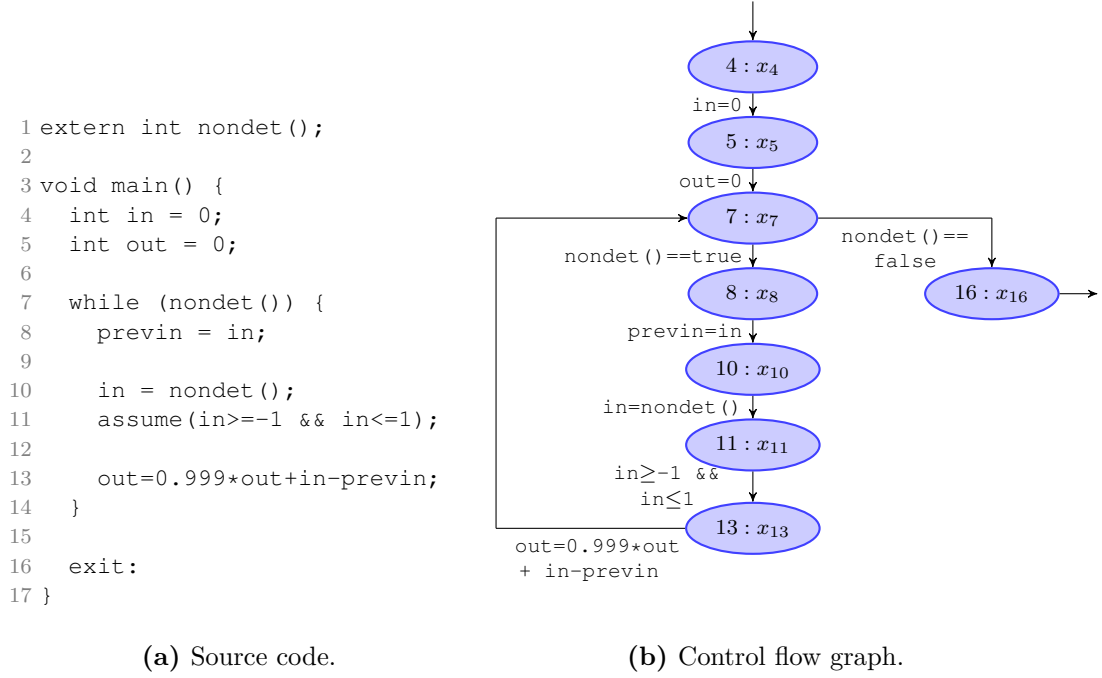 1 extern int nondet();
2
3 void main() {
4   int in = 0;
5   int out = 0;
6
7   while (nondet()) {
8     previn = in;
9
10     in = nondet();
11     assume(in>=-1 && in<=1);
12
13     out=0.999*out+in-previn;
14   }
15
16   exit:
17 }
(a) Source code.
4 : x₄
in=0
5 : x₅
out=0
7 : x₇
nondet()==true
nondet()==
false
8 : x₈
16 : x₁₆
previn=in
10 : x₁₀
in=nondet()
11 : x₁₁
in≥-1 &&
in≤1
13 : x₁₃
out=0.999*out
+ in-previn
(b) Control flow graph.